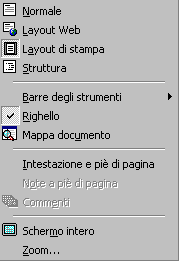 Normale
Layout Web
Layout di stampa
Struttura
Barre degli strumenti
Righello
Mappa documento
Intestazione e piè di pagina
Note a piè di pagina
Commenti
Schermo intero
Zoom...